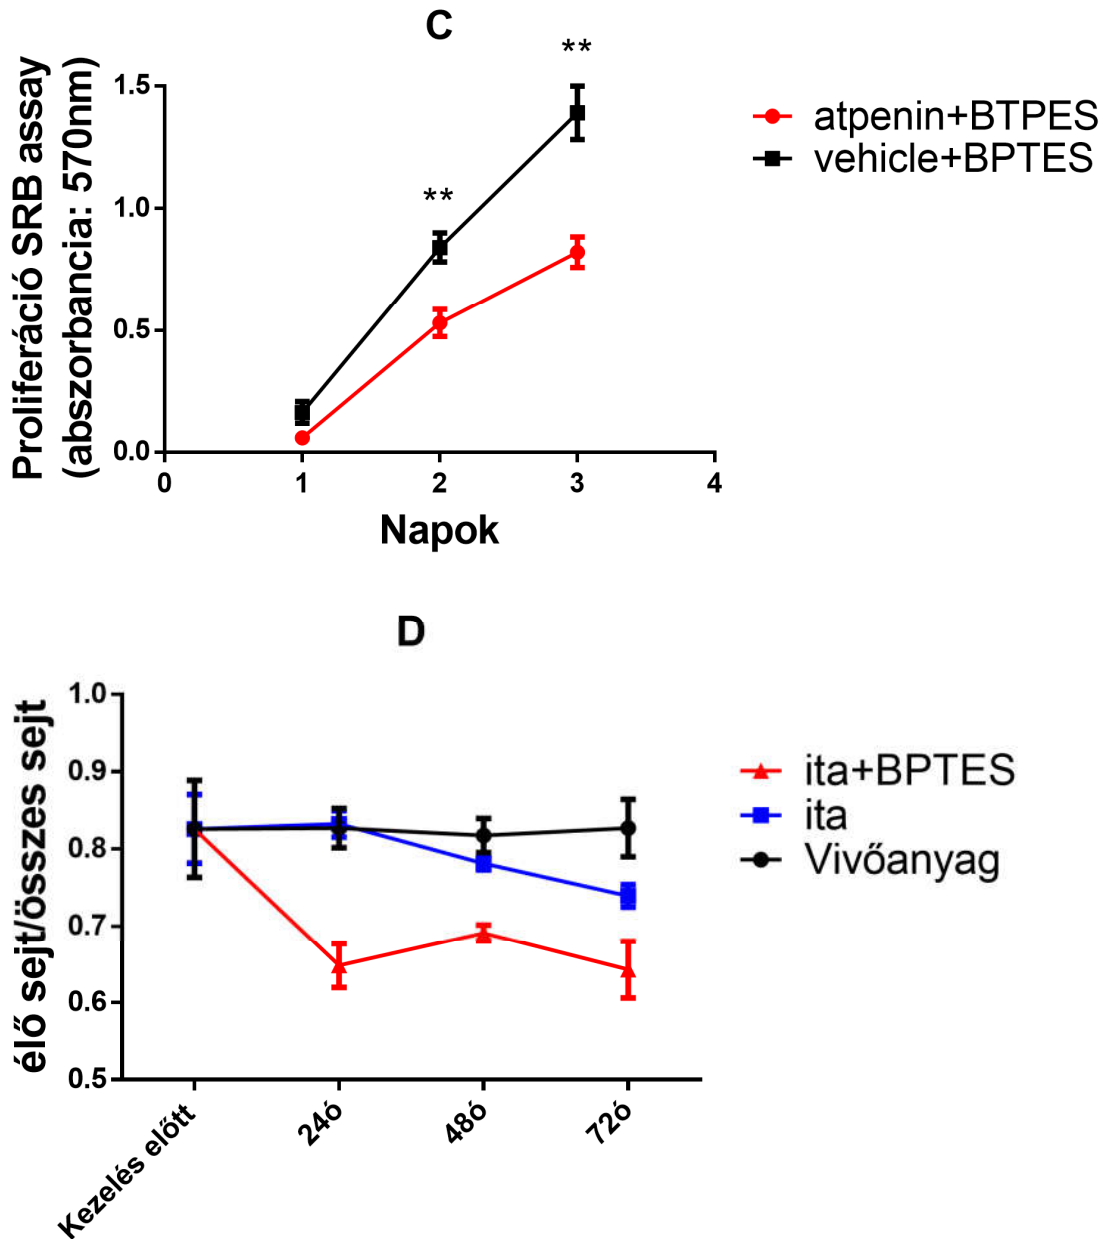 C
Proliferáció SRB assay
(abszorbancia: 570nm)
1.5
1.0
0.5
0.0
**
**
0 1 2 3 4
Napok
atpenin+BTPES
vehicle+BPTES
D
élő sejt/összes sejt
1.0
0.9
0.8
0.7
0.6
0.5
Kezelés előtt
24ó
48ó
72ó
ita+BPTES
ita
Vivőanyag